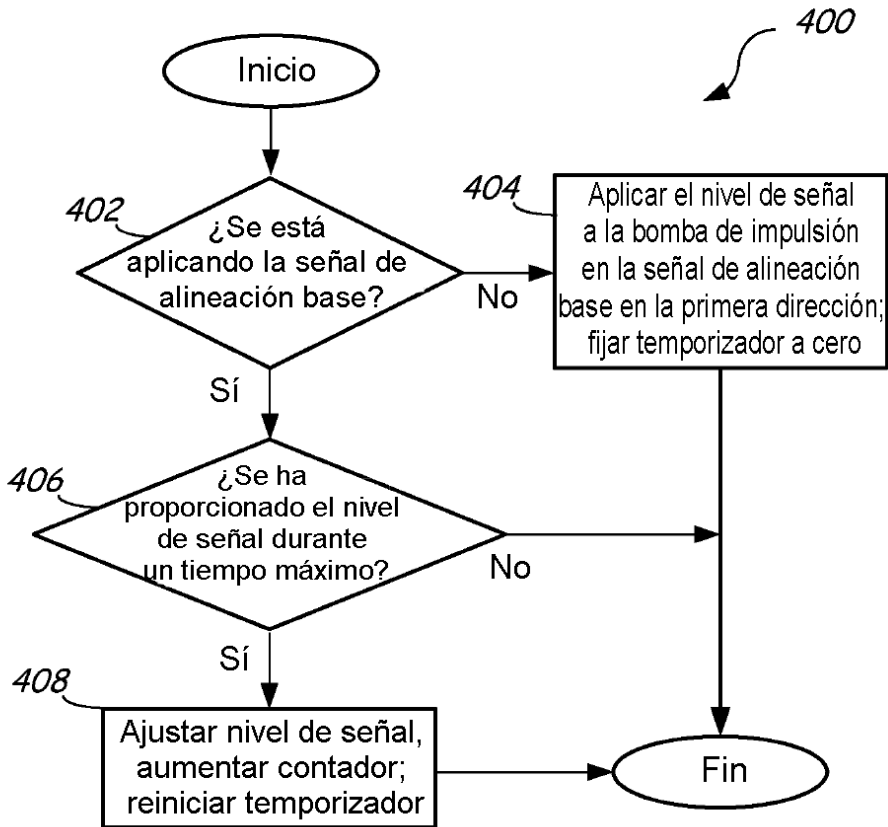 400
Inicio
402
¿Se está
aplicando la señal de
alineación base?
No
404
Aplicar el nivel de señal
a la bomba de impulsión
en la señal de alineación
base en la primera dirección;
fijar temporizador a cero
Sí
406
¿Se ha
proporcionado el nivel
de señal durante
un tiempo máximo?
No
Sí
408
Ajustar nivel de señal,
aumentar contador;
reiniciar temporizador
Fin